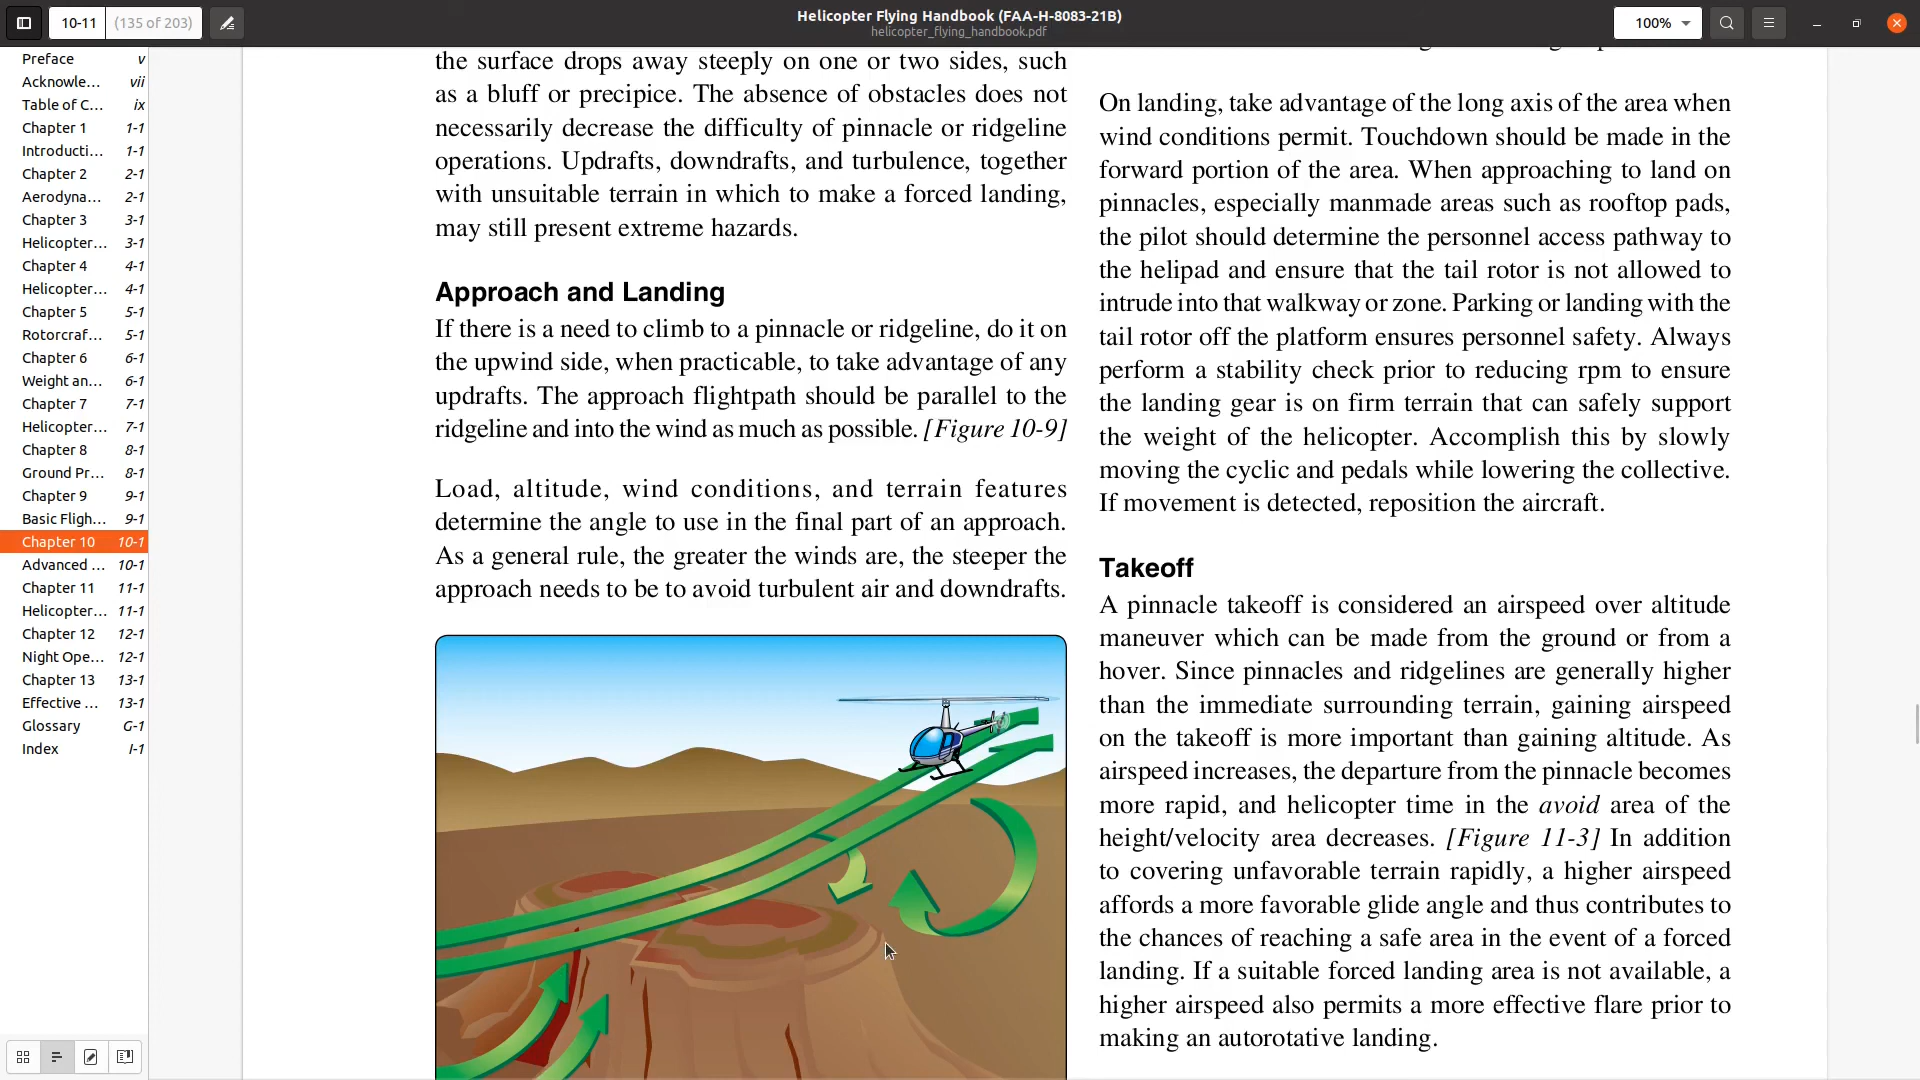 10-11
(135 of 203)
Helicopter Flying Handbook (FAA-H-8083-21B)
helicopter_flying_handbook.pdf
100%
Preface v
Acknowle... vii
Table of C... ix
Chapter 1 1-1
Introducti... 1-1
Chapter 2 2-1
Aerodyna... 2-1
Chapter 3 3-1
Helicopter... 3-1
Chapter 4 4-1
Helicopter... 4-1
Chapter 5 5-1
Rotorcraf... 5-1
Chapter 6 6-1
Weight an... 6-1
Chapter 7 7-1
Helicopter... 7-1
Chapter 8 8-1
Ground Pr... 8-1
Chapter 9 9-1
Basic Fligh... 9-1
Chapter 10 10-1
Advanced ... 10-1
Chapter 11 11-1
Helicopter... 11-1
Chapter 12 12-1
Night Ope... 12-1
Chapter 13 13-1
Effective ... 13-1
Glossary G-1
Index I-1
the surface drops away steeply on one or two sides, such
as a bluff or precipice. The absence of obstacles does not
necessarily decrease the difficulty of pinnacle or ridgeline
operations. Updrafts, downdrafts, and turbulence, together
with unsuitable terrain in which to make a forced landing,
may still present extreme hazards.
Approach and Landing
If there is a need to climb to a pinnacle or ridgeline, do it on
the upwind side, when practicable, to take advantage of any
updrafts. The approach flightpath should be parallel to the
ridgeline and into the wind as much as possible. [Figure 10-9]
Load, altitude, wind conditions, and terrain features
determine the angle to use in the final part of an approach.
As a general rule, the greater the winds are, the steeper the
approach needs to be to avoid turbulent air and downdrafts.
On landing, take advantage of the long axis of the area when
wind conditions permit. Touchdown should be made in the
forward portion of the area. When approaching to land on
pinnacles, especially manmade areas such as rooftop pads,
the pilot should determine the personnel access pathway to
the helipad and ensure that the tail rotor is not allowed to
intrude into that walkway or zone. Parking or landing with the
tail rotor off the platform ensures personnel safety. Always
perform a stability check prior to reducing rpm to ensure
the landing gear is on firm terrain that can safely support
the weight of the helicopter. Accomplish this by slowly
moving the cyclic and pedals while lowering the collective.
If movement is detected, reposition the aircraft.
Takeoff
A pinnacle takeoff is considered an airspeed over altitude
maneuver which can be made from the ground or from a
hover. Since pinnacles and ridgelines are generally higher
than the immediate surrounding terrain, gaining airspeed
on the takeoff is more important than gaining altitude. As
airspeed increases, the departure from the pinnacle becomes
more rapid, and helicopter time in the avoid area of the
height/velocity area decreases. [Figure 11-3] In addition
to covering unfavorable terrain rapidly, a higher airspeed
affords a more favorable glide angle and thus contributes to
the chances of reaching a safe area in the event of a forced
landing. If a suitable forced landing area is not available, a
higher airspeed also permits a more effective flare prior to
making an autorotative landing.